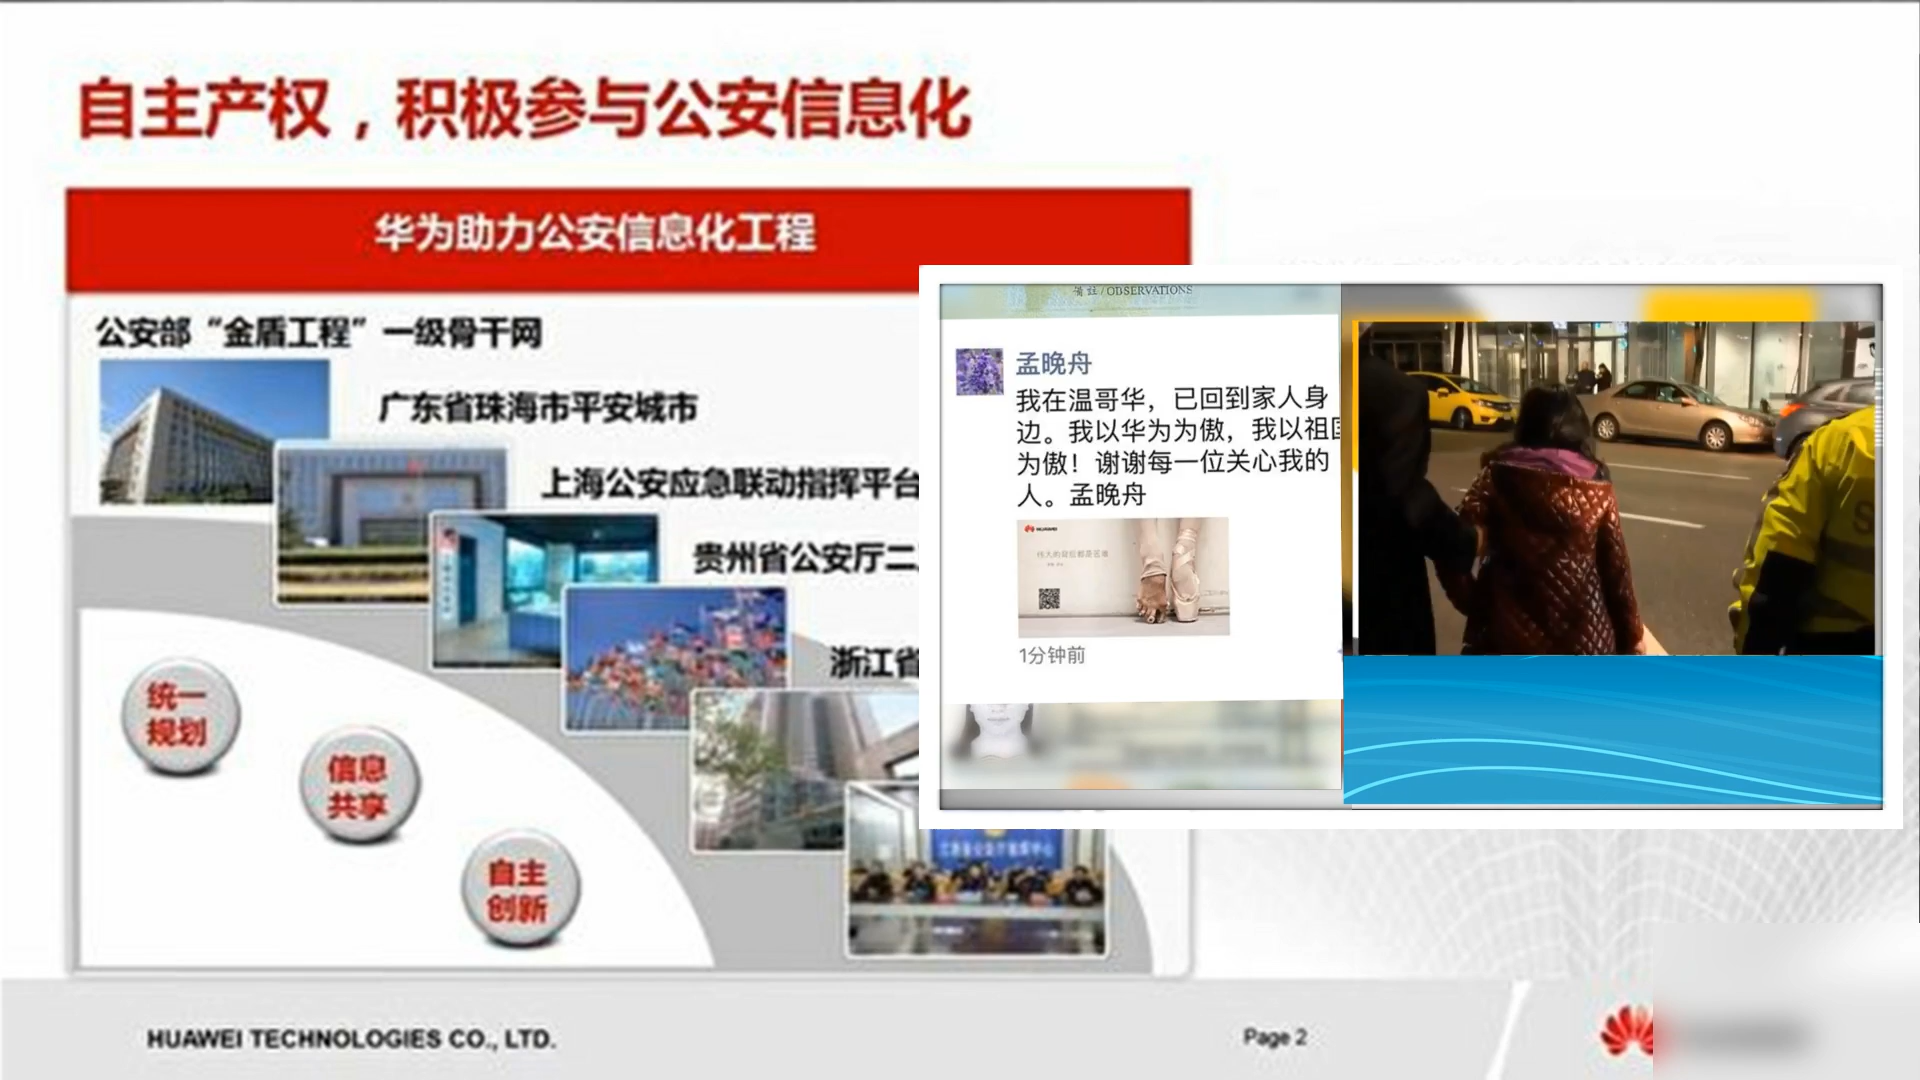 自主产权，积极参与公安信息化
华为助力公安信息化工程
公安部“金盾工程”一级骨干网
广东省珠海市平安城市
上海公安应急联动指挥平台
贵州省公安厅二
浙江省
统一
规划
信息
共享
自主
创新
HUAWEI TECHNOLOGIES CO., LTD.
Page 2
备注/OBSERVATIONS
孟晚舟
我在温哥华，已回到家人身
边。我以华为为傲，我以祖国
为傲！谢谢每一位关心我的
人。孟晚舟
HUAWEI
1分钟前